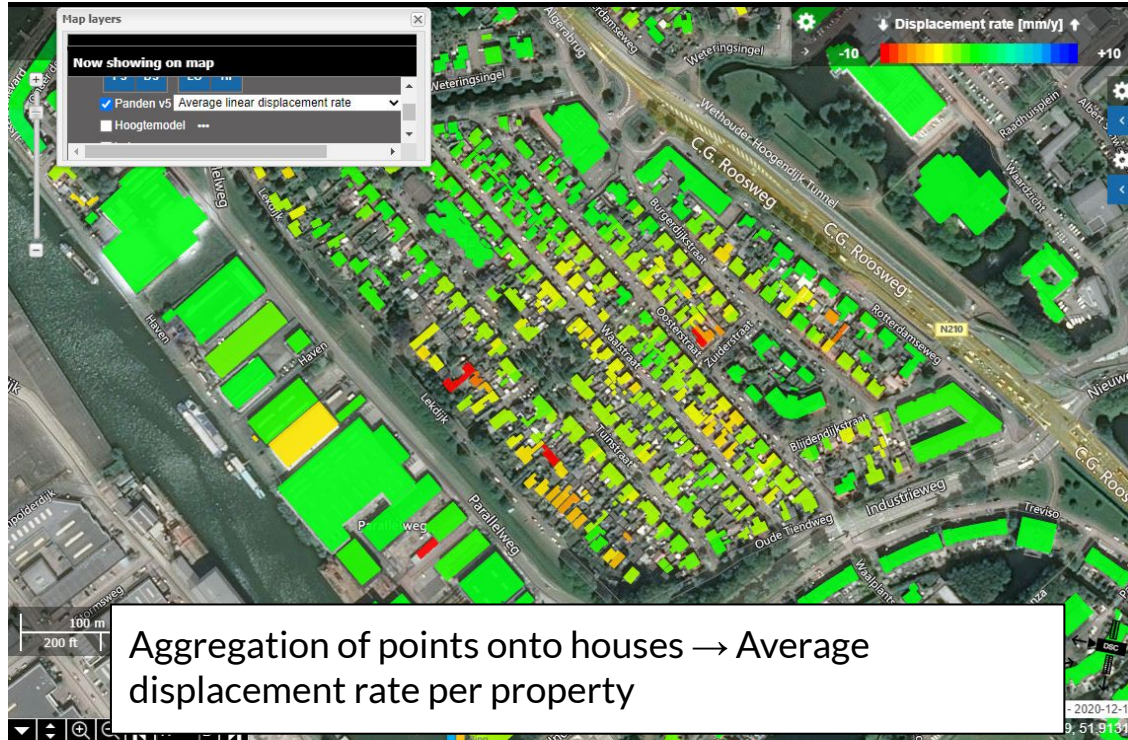 Map layers
Now showing on map
Panden v5 Average linear displacement rate
Hoogtemodel ...
Displacement rate [mm/y]
-10
+10
Algerabrug
Weteringsingel
Weteringsingel
Wethouder Hoogendijk Tunnel
Raadhuisplein
Waardzicht
C.G. Roosweg
C.G. Roosweg
N210
Burgerdijkstraat
Rotterdamseweg
Lekdijk
Oosterstraat
Zuiderstraat
Waalstraat
Haven
Haven
Lekdijk
Tuinstraat
Blijdendijkstraat
Industrieweg
Oude Tiendweg
Treviso
Parallelweg
Parallelweg
100 m
200 ft
DSC
Aggregation of points onto houses → Average
displacement rate per property